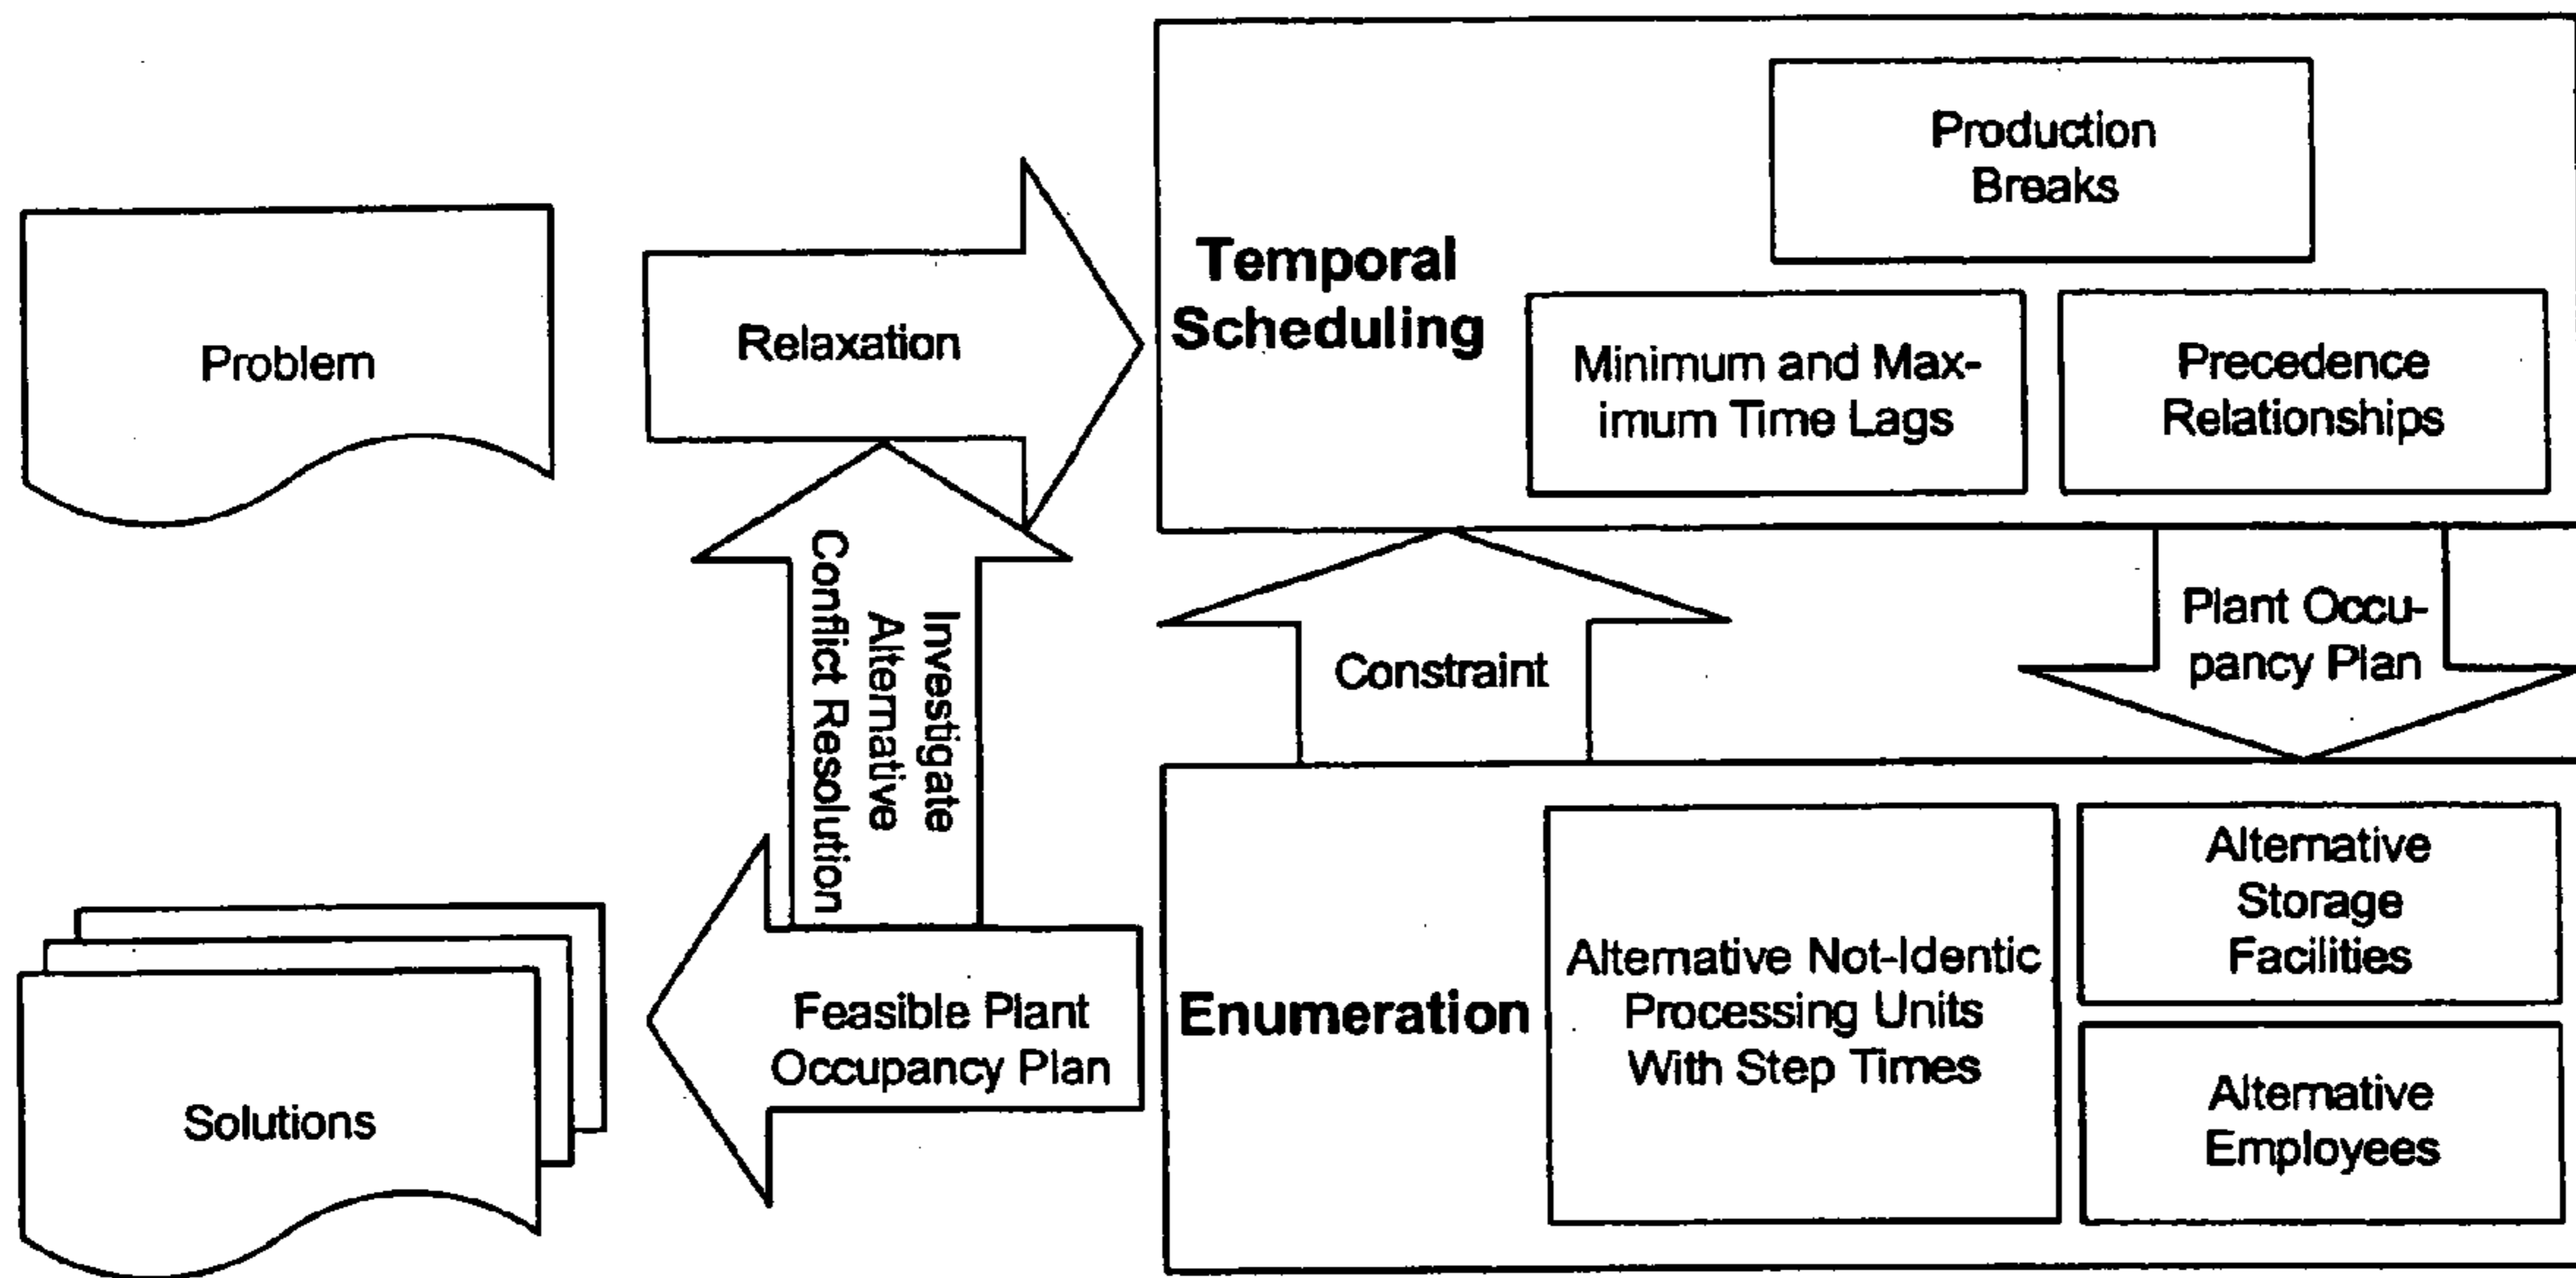 Problem
Relaxation
Temporal
Scheduling
Production
Breaks
Minimum and Max-
imum Time Lags
Precedence
Relationships
Investigate
Alternative
Conflict Resolution
Constraint
Plant Occu-
pancy Plan
Solutions
Feasible Plant
Occupancy Plan
Enumeration
Alternative Not-Identic
Processing Units
With Step Times
Alternative
Storage
Facilities
Alternative
Employees